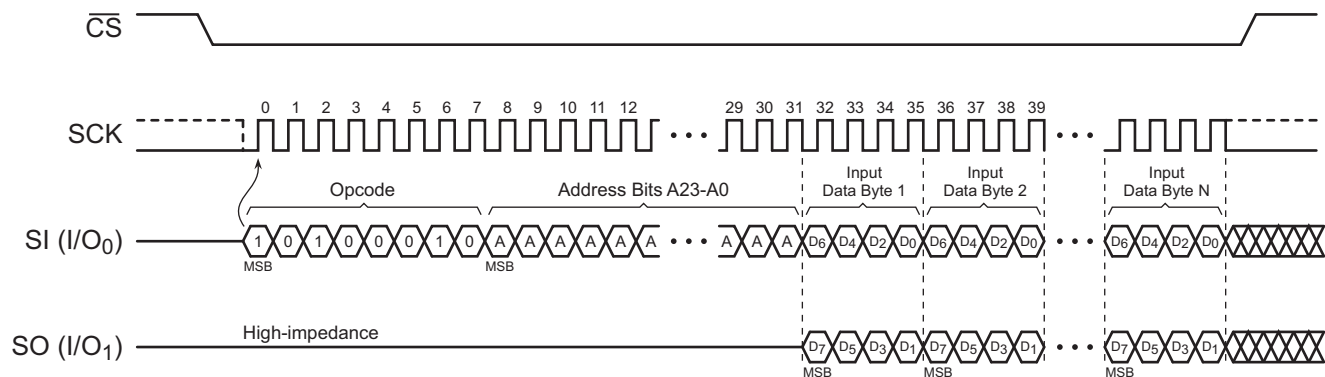 CS
0 1 2 3 4 5 6 7 8 9 10 11 12 29 30 31 32 33 34 35 36 37 38 39
SCK
Opcode Address Bits A23-A0 Input Data Byte 1 Input Data Byte 2 Input Data Byte N
SI (I/O0) 1 0 1 0 0 0 1 0 A A A A A A A A A D6 D4 D2 D0 D6 D4 D2 D0 D6 D4 D2 D0
MSB MSB
High-impedance
SO (I/O1) D7 D5 D3 D1 D7 D5 D3 D1 D7 D5 D3 D1
MSB MSB MSB